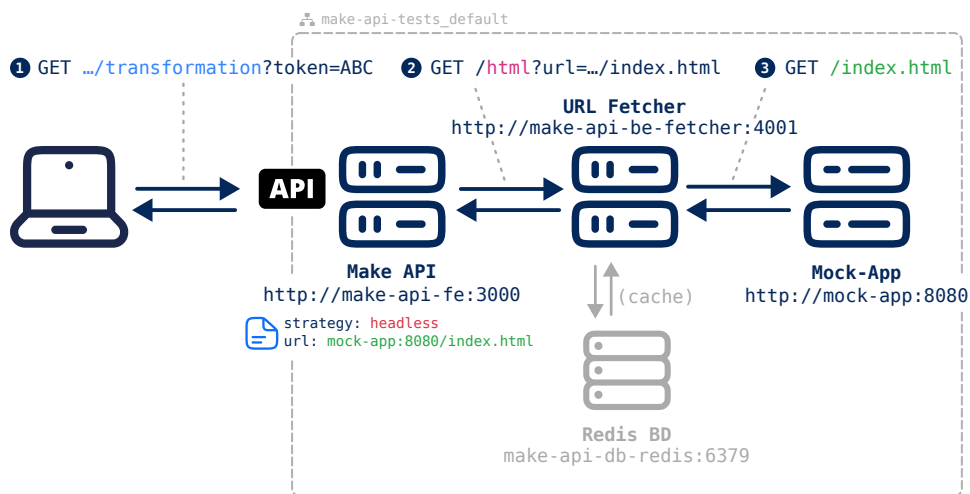 make-api-tests_default
1 GET …/transformation?token=ABC
2 GET /html?url=…/index.html
3 GET /index.html
URL Fetcher
http://make-api-be-fetcher:4001
API
Make API
http://make-api-fe:3000
strategy: headless
url: mock-app:8080/index.html
Mock-App
http://mock-app:8080
(cache)
Redis BD
make-api-db-redis:6379